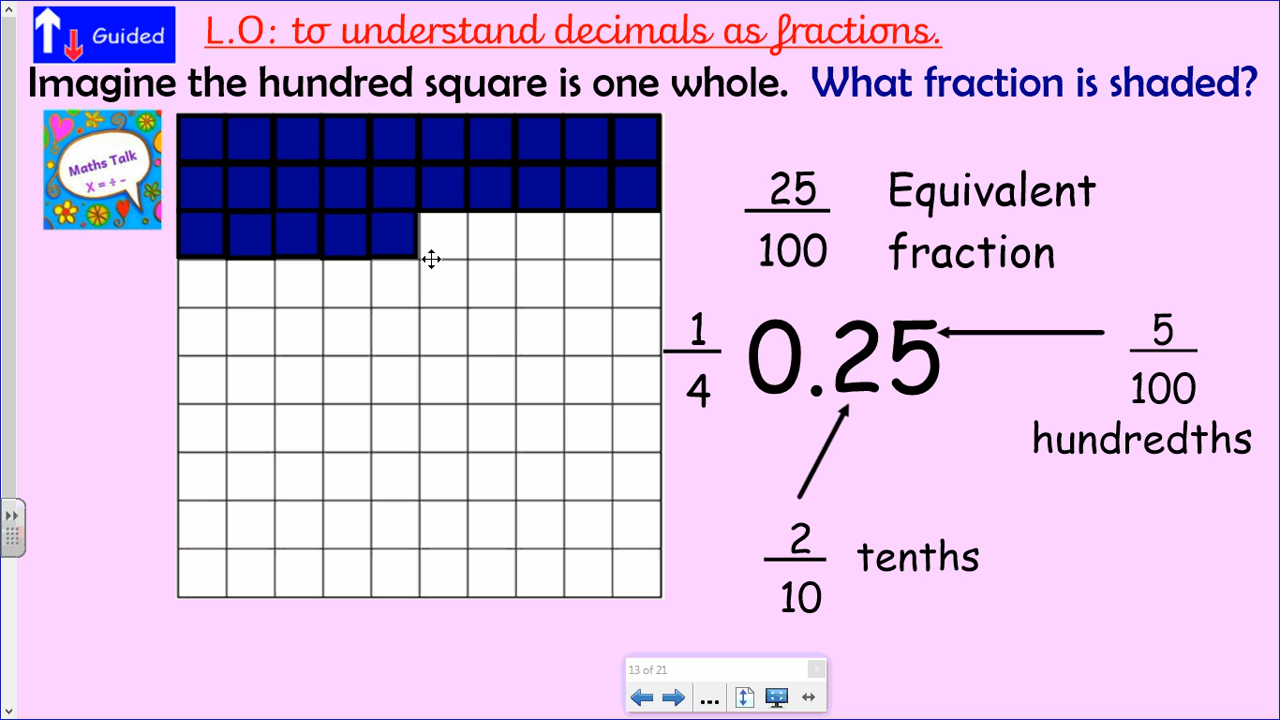 Guided
L.O: to understand decimals as fractions.
Imagine the hundred square is one whole. What fraction is shaded?
Maths Talk
X = ÷ -
25
100
Equivalent
fraction
1
4
0.25
5
100
hundredths
2
10
tenths
13 of 21
x
...